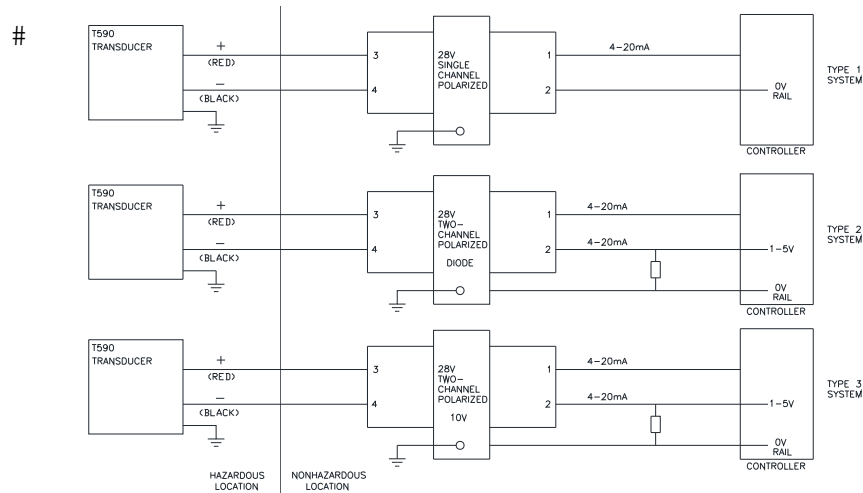 #
T590
TRANSDUCER
+
(RED)
−
(BLACK)
3
4
28V
SINGLE
CHANNEL
POLARIZED
1
2
4−20mA
0V
RAIL
CONTROLLER
TYPE 1
SYSTEM
T590
TRANSDUCER
+
(RED)
−
(BLACK)
3
4
28V
TWO−
CHANNEL
POLARIZED
DIODE
1
2
4−20mA
4−20mA
1−5V
0V
RAIL
CONTROLLER
TYPE 2
SYSTEM
T590
TRANSDUCER
+
(RED)
−
(BLACK)
3
4
28V
TWO−
CHANNEL
POLARIZED
10V
1
2
4−20mA
4−20mA
1−5V
0V
RAIL
CONTROLLER
TYPE 3
SYSTEM
HAZARDOUS
LOCATION
NONHAZARDOUS
LOCATION